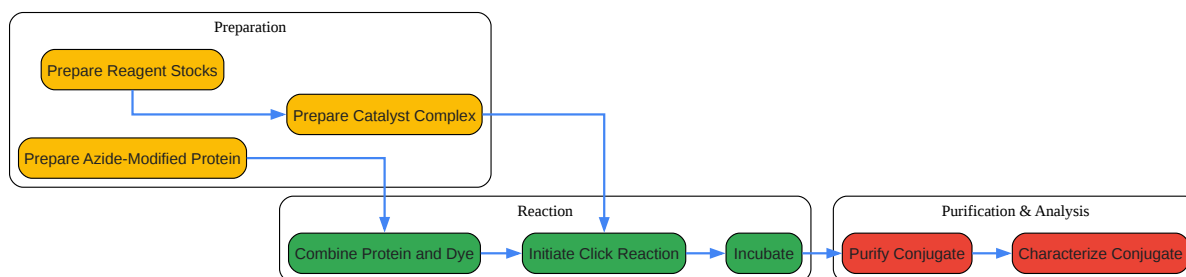 Preparation
Prepare Reagent Stocks
Prepare Catalyst Complex
Prepare Azide-Modified Protein
Reaction
Combine Protein and Dye
Initiate Click Reaction
Incubate
Purification & Analysis
Purify Conjugate
Characterize Conjugate